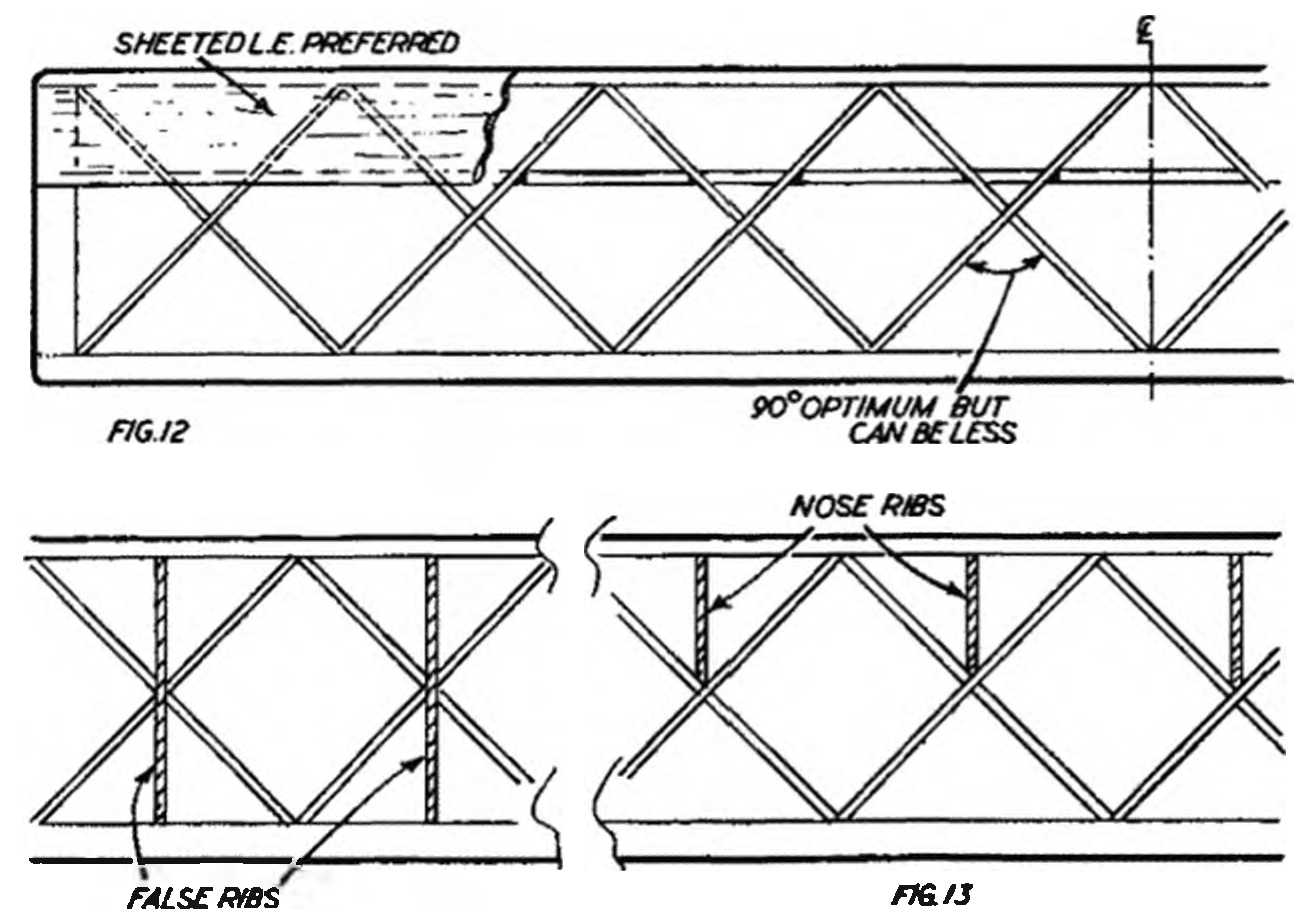 SHEETED L.E. PREFERRED
℄
90° OPTIMUM BUT
CAN BE LESS
FIG.12
NOSE RIBS
FALSE RIBS
FIG.13